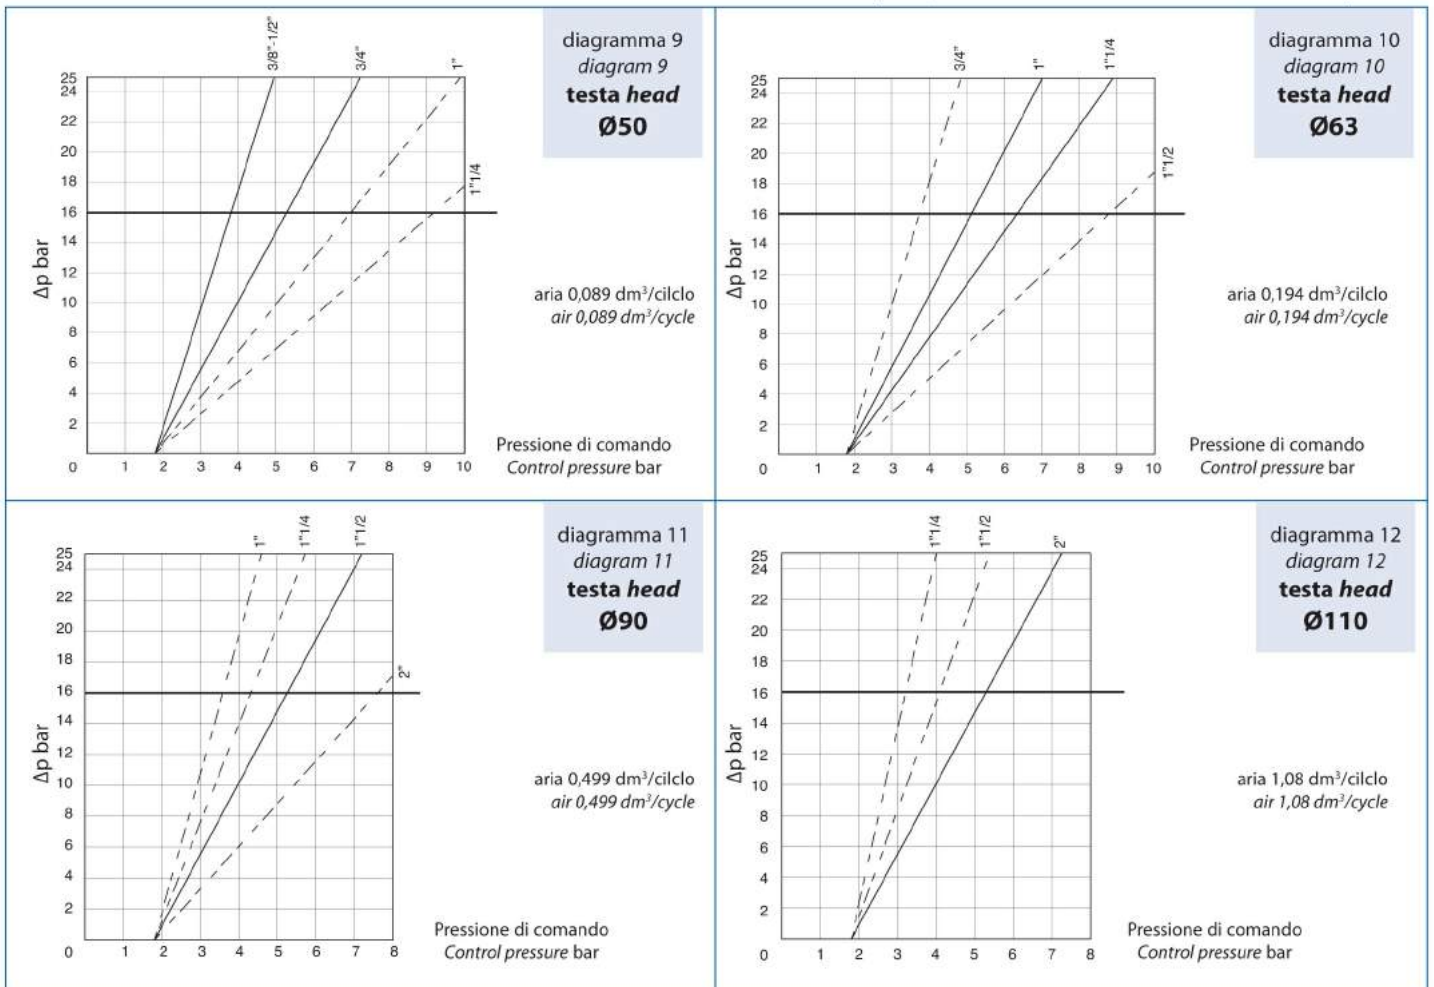 3/8"-1/2"
3/4"
1"
1"1/4
diagramma 9
diagram 9
testa head
Ø50
25
24
22
20
18
16
14
12
10
8
6
4
2
0
Δp bar
1 2 3 4 5 6 7 8 9 10
aria 0,089 dm³/cilclo
air 0,089 dm³/cycle
Pressione di comando
Control pressure bar
3/4"
1"
1"1/4
1"1/2
diagramma 10
diagram 10
testa head
Ø63
25
24
22
20
18
16
14
12
10
8
6
4
2
0
Δp bar
1 2 3 4 5 6 7 8 9 10
aria 0,194 dm³/cilclo
air 0,194 dm³/cycle
Pressione di comando
Control pressure bar
1"
1"1/4
1"1/2
2"
diagramma 11
diagram 11
testa head
Ø90
25
24
22
20
18
16
14
12
10
8
6
4
2
0
Δp bar
1 2 3 4 5 6 7 8
aria 0,499 dm³/cilclo
air 0,499 dm³/cycle
Pressione di comando
Control pressure bar
1"1/4
1"1/2
2"
diagramma 12
diagram 12
testa head
Ø110
25
24
22
20
18
16
14
12
10
8
6
4
2
0
Δp bar
1 2 3 4 5 6 7 8
aria 1,08 dm³/cilclo
air 1,08 dm³/cycle
Pressione di comando
Control pressure bar